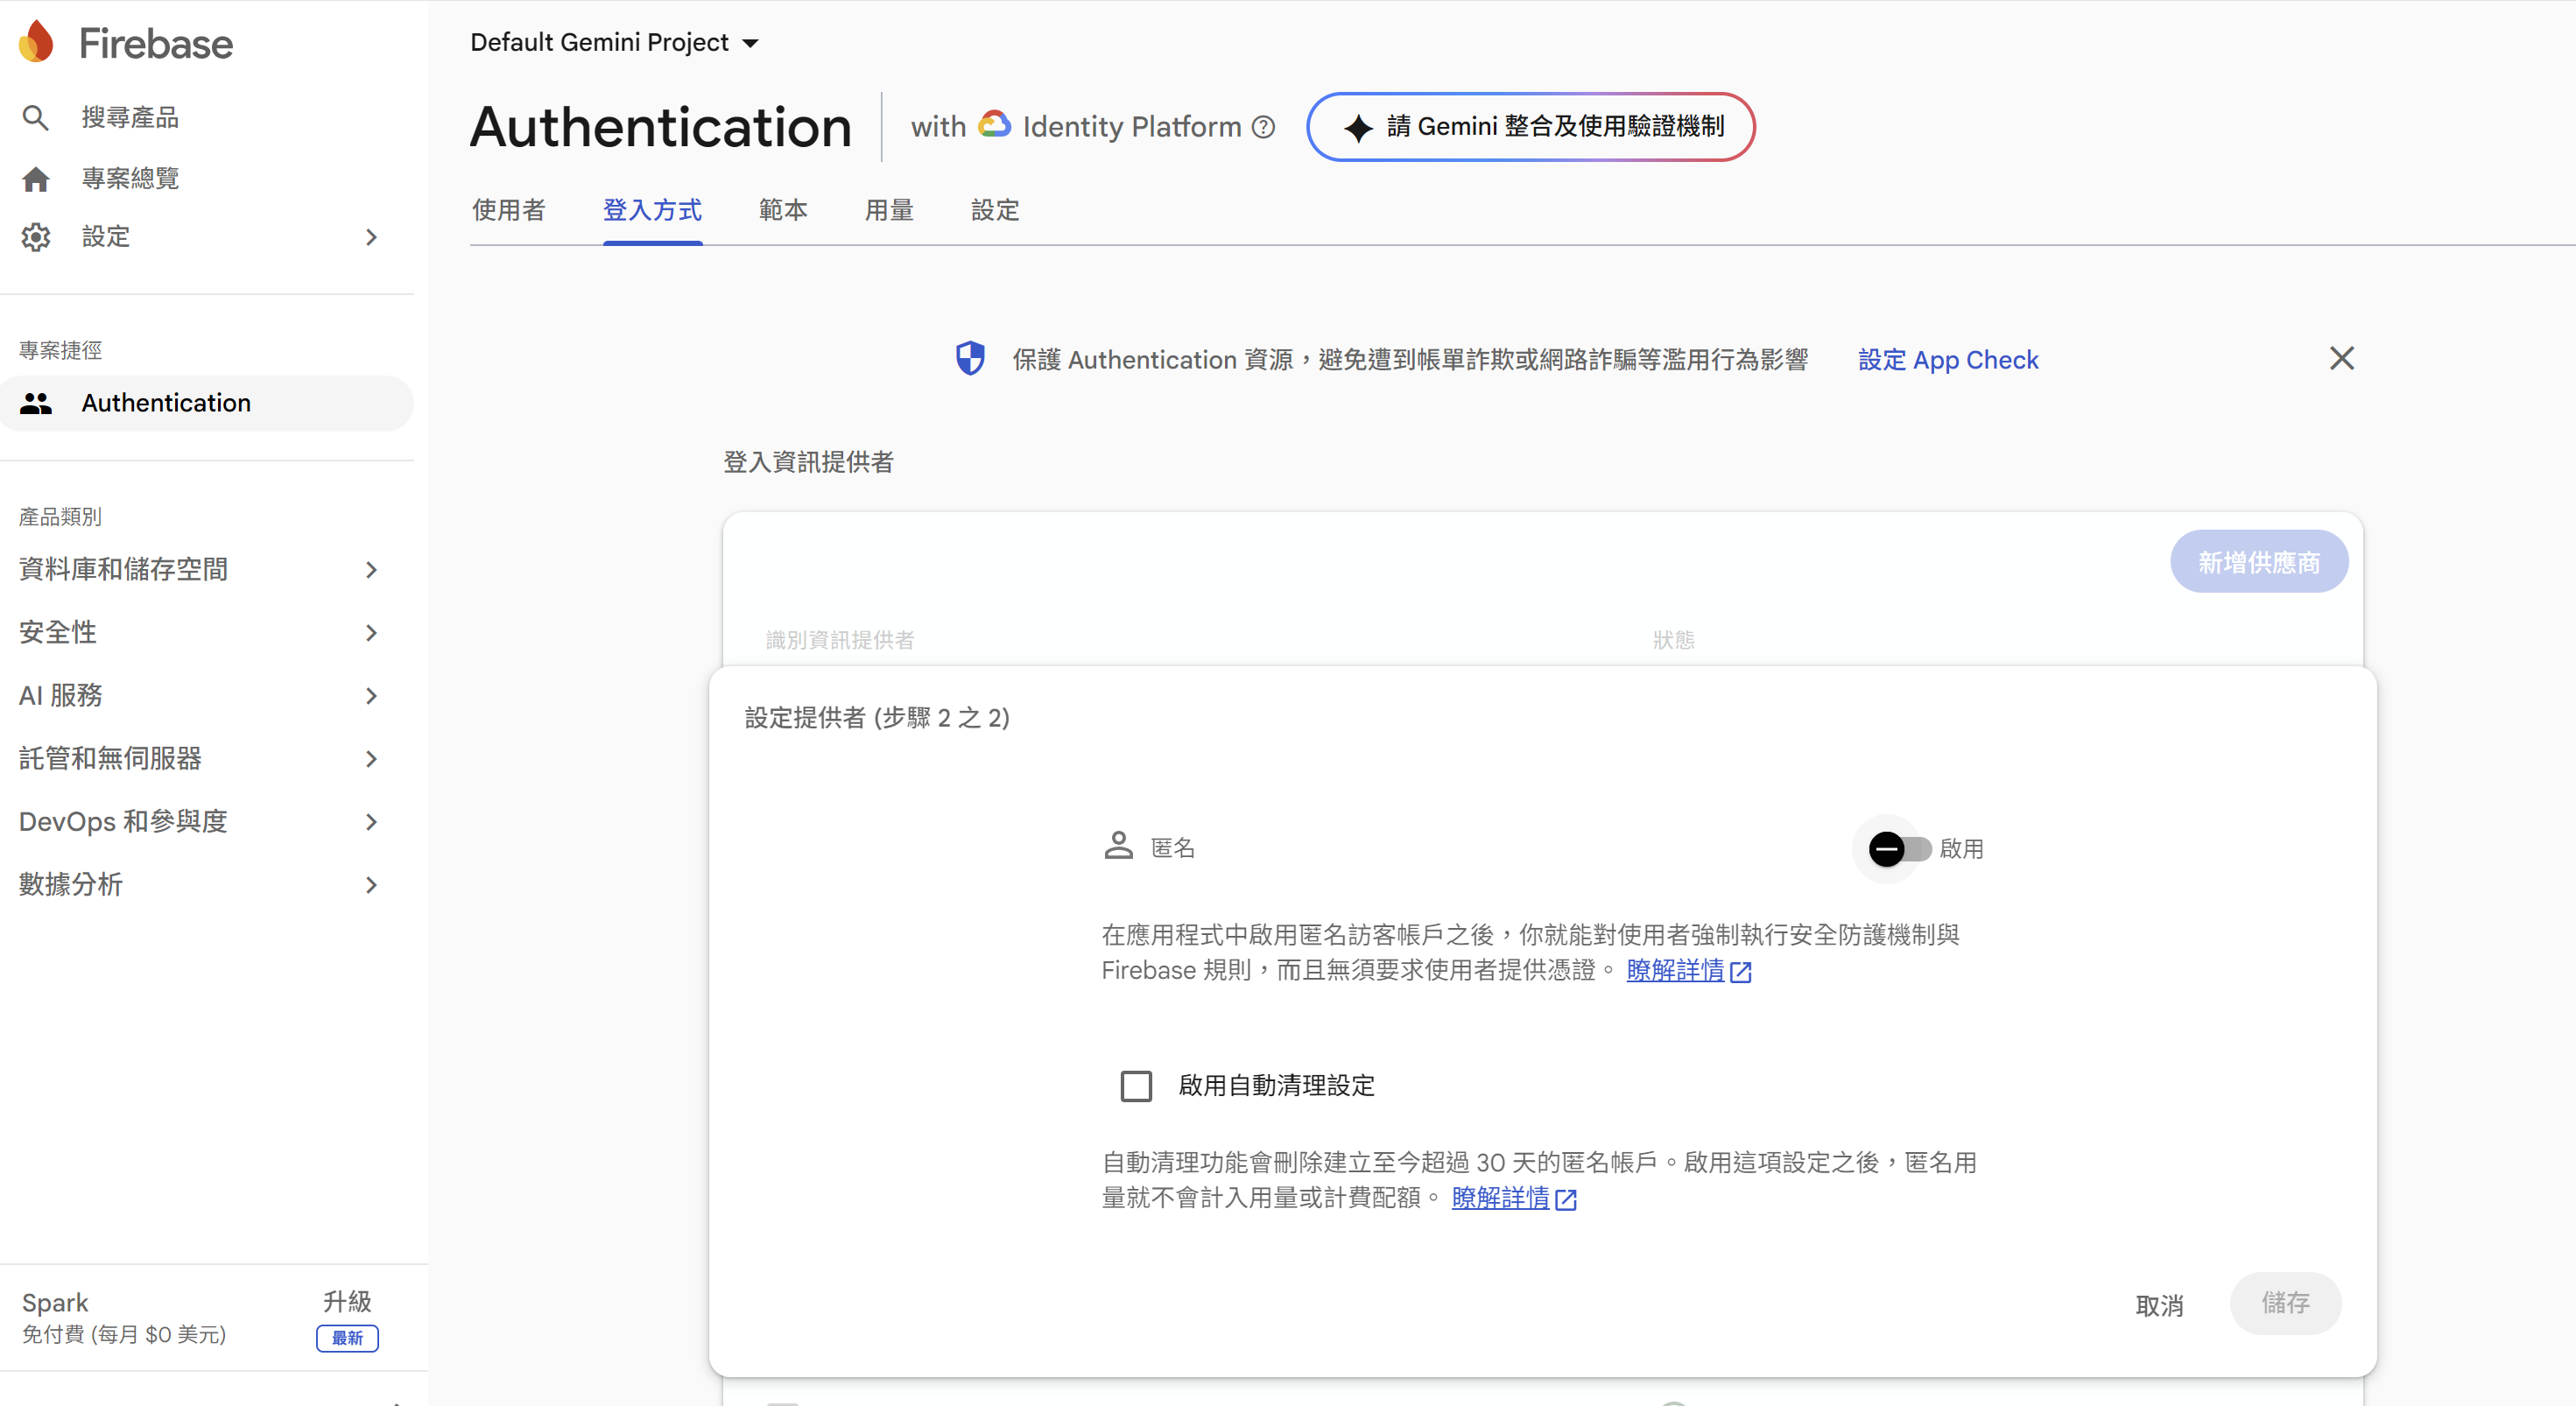 Firebase
搜尋產品
專案總覽
設定
專案捷徑
Authentication
產品類別
資料庫和儲存空間
安全性
AI 服務
託管和無伺服器
DevOps 和參與度
數據分析
Spark
免付費 (每月 $0 美元)
升級
最新
Default Gemini Project
Authentication
with Identity Platform
請 Gemini 整合及使用驗證機制
使用者
登入方式
範本
用量
設定
保護 Authentication 資源，避免遭到帳單詐欺或網路詐騙等濫用行為影響
設定 App Check
登入資訊提供者
新增供應商
識別資訊提供者
狀態
設定提供者 (步驟 2 之 2)
匿名
啟用
在應用程式中啟用匿名訪客帳戶之後，你就能對使用者強制執行安全防護機制與
Firebase 規則，而且無須要求使用者提供憑證。 瞭解詳情
啟用自動清理設定
自動清理功能會刪除建立至今超過 30 天的匿名帳戶。啟用這項設定之後，匿名用
量就不會計入用量或計費配額。 瞭解詳情
取消
儲存